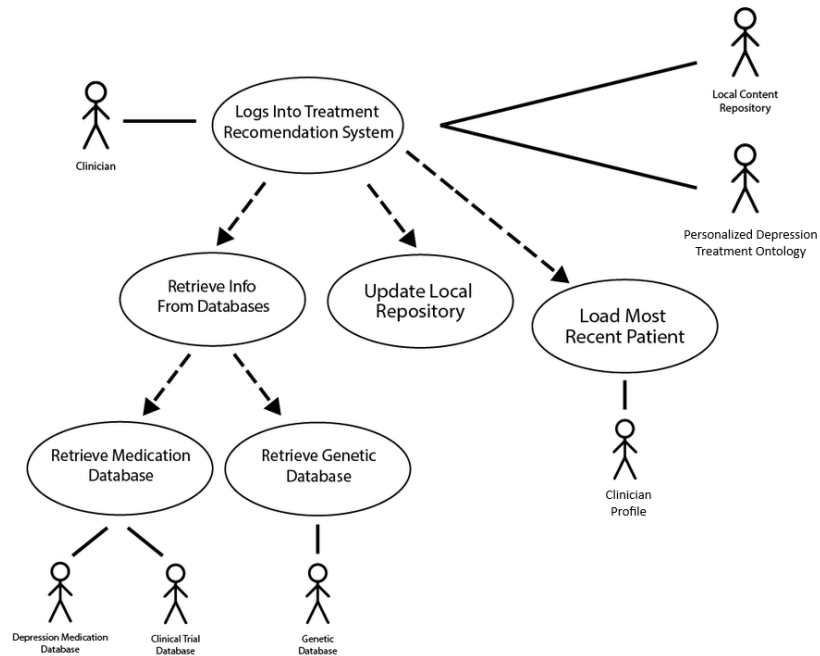 Local Content
Repository
Logs Into Treatment
Recomendation System
Clinician
Personalized Depression
Treatment Ontology
Retrieve Info
From Databases
Update Local
Repository
Load Most
Recent Patient
Retrieve Medication
Database
Retrieve Genetic
Database
Clinician
Profile
Depression Medication
Database
Clinical Trial
Database
Genetic
Database